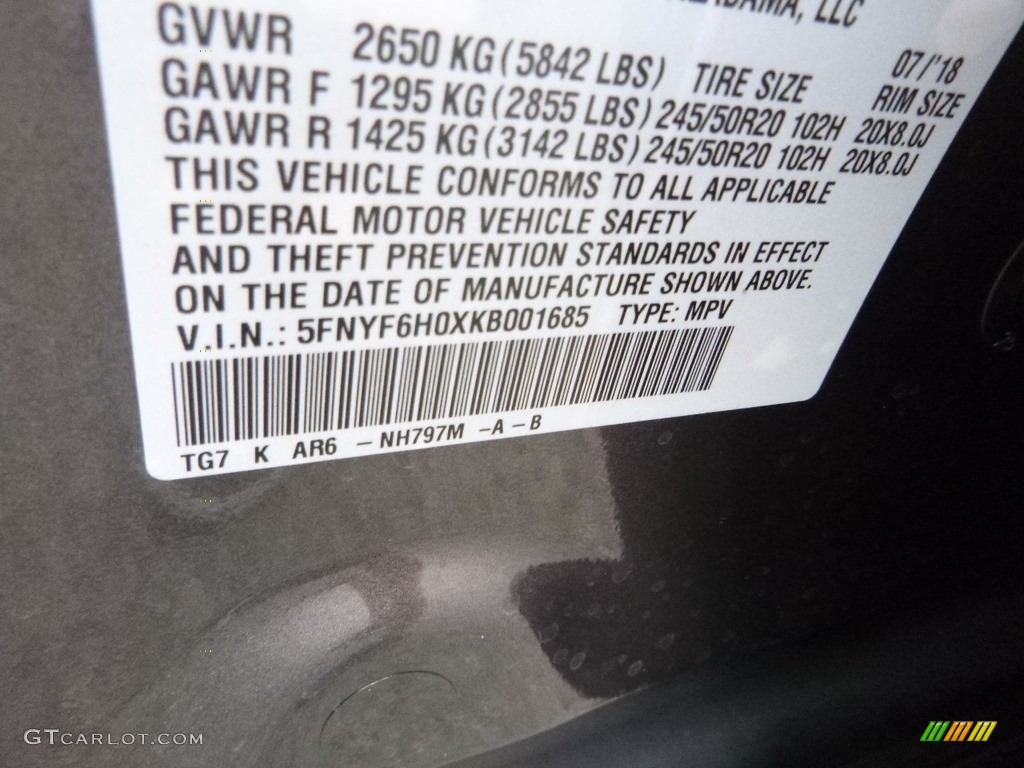 ALABAMA, LLC
GVWR 2650 KG (5842 LBS) TIRE SIZE 07/'18 RIM SIZE
GAWR F 1295 KG (2855 LBS) 245/50R20 102H 20X8.0J
GAWR R 1425 KG (3142 LBS) 245/50R20 102H 20X8.0J
THIS VEHICLE CONFORMS TO ALL APPLICABLE
FEDERAL MOTOR VEHICLE SAFETY
AND THEFT PREVENTION STANDARDS IN EFFECT
ON THE DATE OF MANUFACTURE SHOWN ABOVE.
V.I.N.: 5FNYF6H0XKB001685 TYPE: MPV
TG7 K AR6 - NH797M - A - B
GTCARLOT.COM